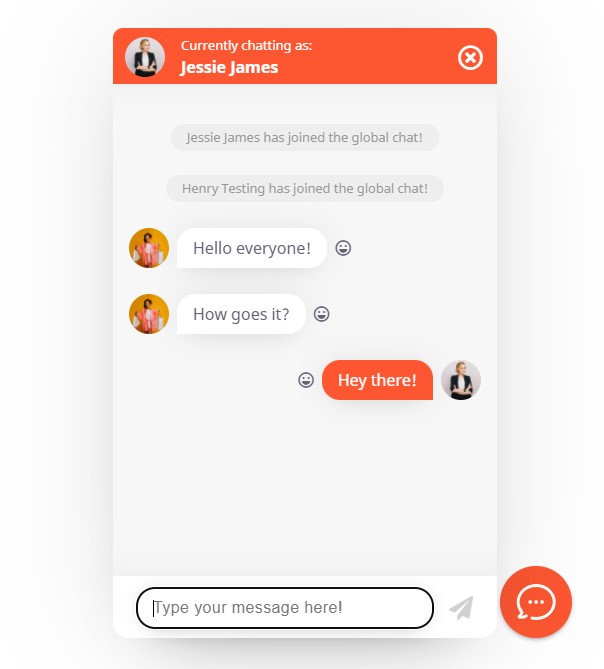 Currently chatting as:
Jessie James
Jessie James has joined the global chat!
Henry Testing has joined the global chat!
Hello everyone!
How goes it?
Hey there!
Type your message here!